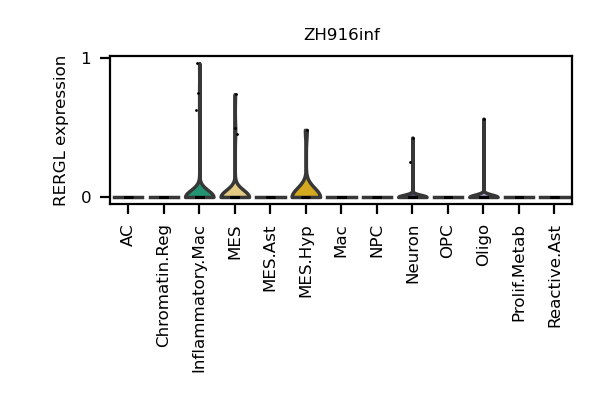 ZH916inf
RERGL expression
1
0
AC
Chromatin.Reg
Inflammatory.Mac
MES
MES.Ast
MES.Hyp
Mac
NPC
Neuron
OPC
Oligo
Prolif.Metab
Reactive.Ast